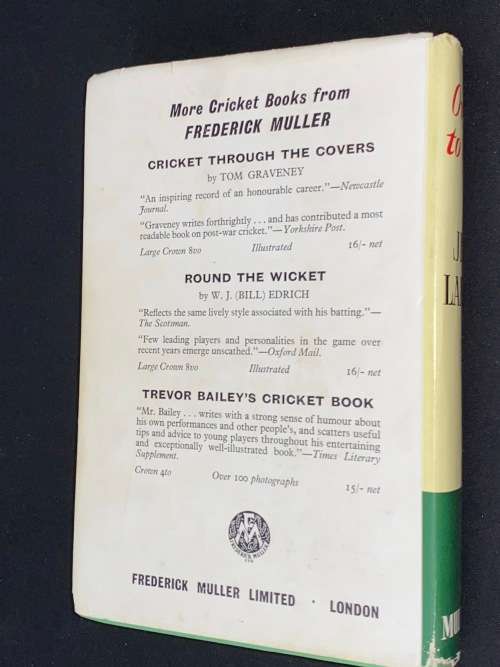 More Cricket Books from
FREDERICK MULLER
CRICKET THROUGH THE COVERS
by TOM GRAVENEY
“An inspiring record of an honourable career.”—Newcastle
Journal.
“Graveney writes forthrightly . . . and has contributed a most
readable book on post-war cricket.”—Yorkshire Post.
Large Crown 8vo Illustrated 16/- net
ROUND THE WICKET
by W. J. (BILL) EDRICH
“Reflects the same lively style associated with his batting.”—
The Scotsman.
“Few leading players and personalities in the game over
recent years emerge unscathed.”—Oxford Mail.
Large Crown 8vo Illustrated 16/- net
TREVOR BAILEY'S CRICKET BOOK
“Mr. Bailey . . . writes with a strong sense of humour about
his own performances and other people's, and scatters useful
tips and advice to young players throughout his entertaining
and exceptionally well-illustrated book.”—Times Literary
Supplement.
Crown 4to Over 100 photographs 15/- net
FREDERICK MULLER
LTD
FREDERICK MULLER LIMITED · LONDON
to